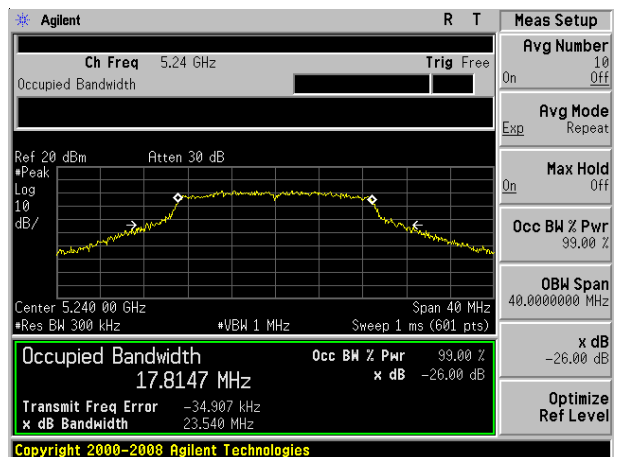 Agilent R T Meas Setup
Avg Number
10
On Off
Ch Freq 5.24 GHz Trig Free
Occupied Bandwidth
Avg Mode
Exp Repeat
Ref 20 dBm Atten 30 dB
#Peak
Log
10
dB/
Max Hold
On Off
Occ BW % Pwr
99.00 %
OBW Span
40.0000000 MHz
Center 5.240 00 GHz Span 40 MHz
#Res BW 300 kHz #VBW 1 MHz Sweep 1 ms (601 pts)
x dB
-26.00 dB
Occupied Bandwidth Occ BW % Pwr 99.00 %
17.8147 MHz x dB -26.00 dB
Transmit Freq Error -34.907 kHz
x dB Bandwidth 23.540 MHz
Optimize
Ref Level
Copyright 2000-2008 Agilent Technologies